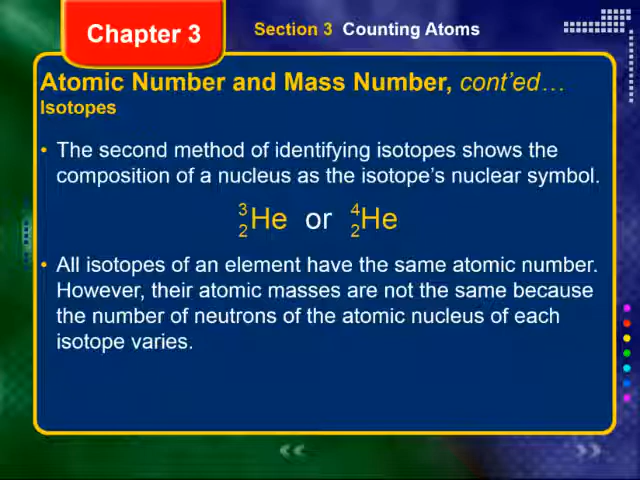 Chapter 3
Section 3 Counting Atoms
Atomic Number and Mass Number, cont’ed…
Isotopes
• The second method of identifying isotopes shows the
composition of a nucleus as the isotope’s nuclear symbol.
³₂He or ⁴₂He
• All isotopes of an element have the same atomic number.
However, their atomic masses are not the same because
the number of neutrons of the atomic nucleus of each
isotope varies.